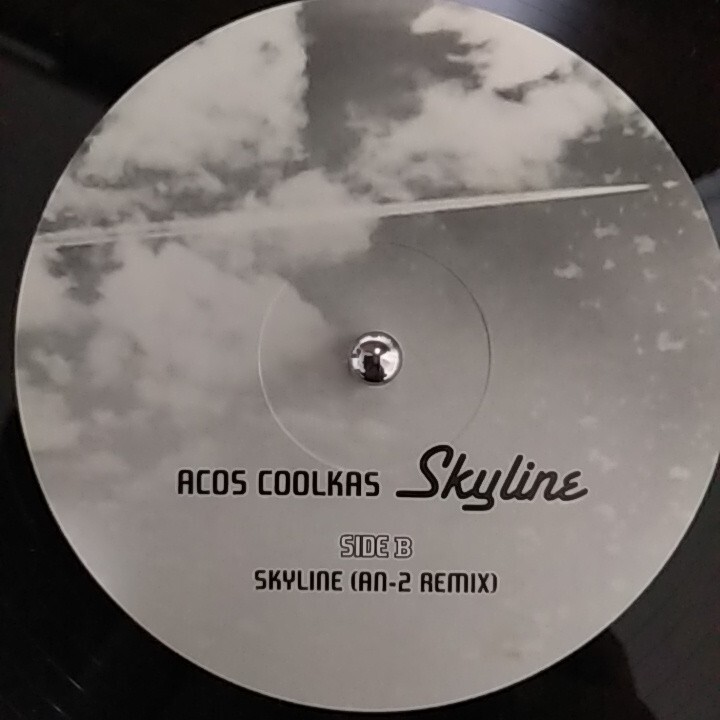 ACOS COOLKAS Skyline
SIDE B
SKYLINE (AN-2 REMIX)